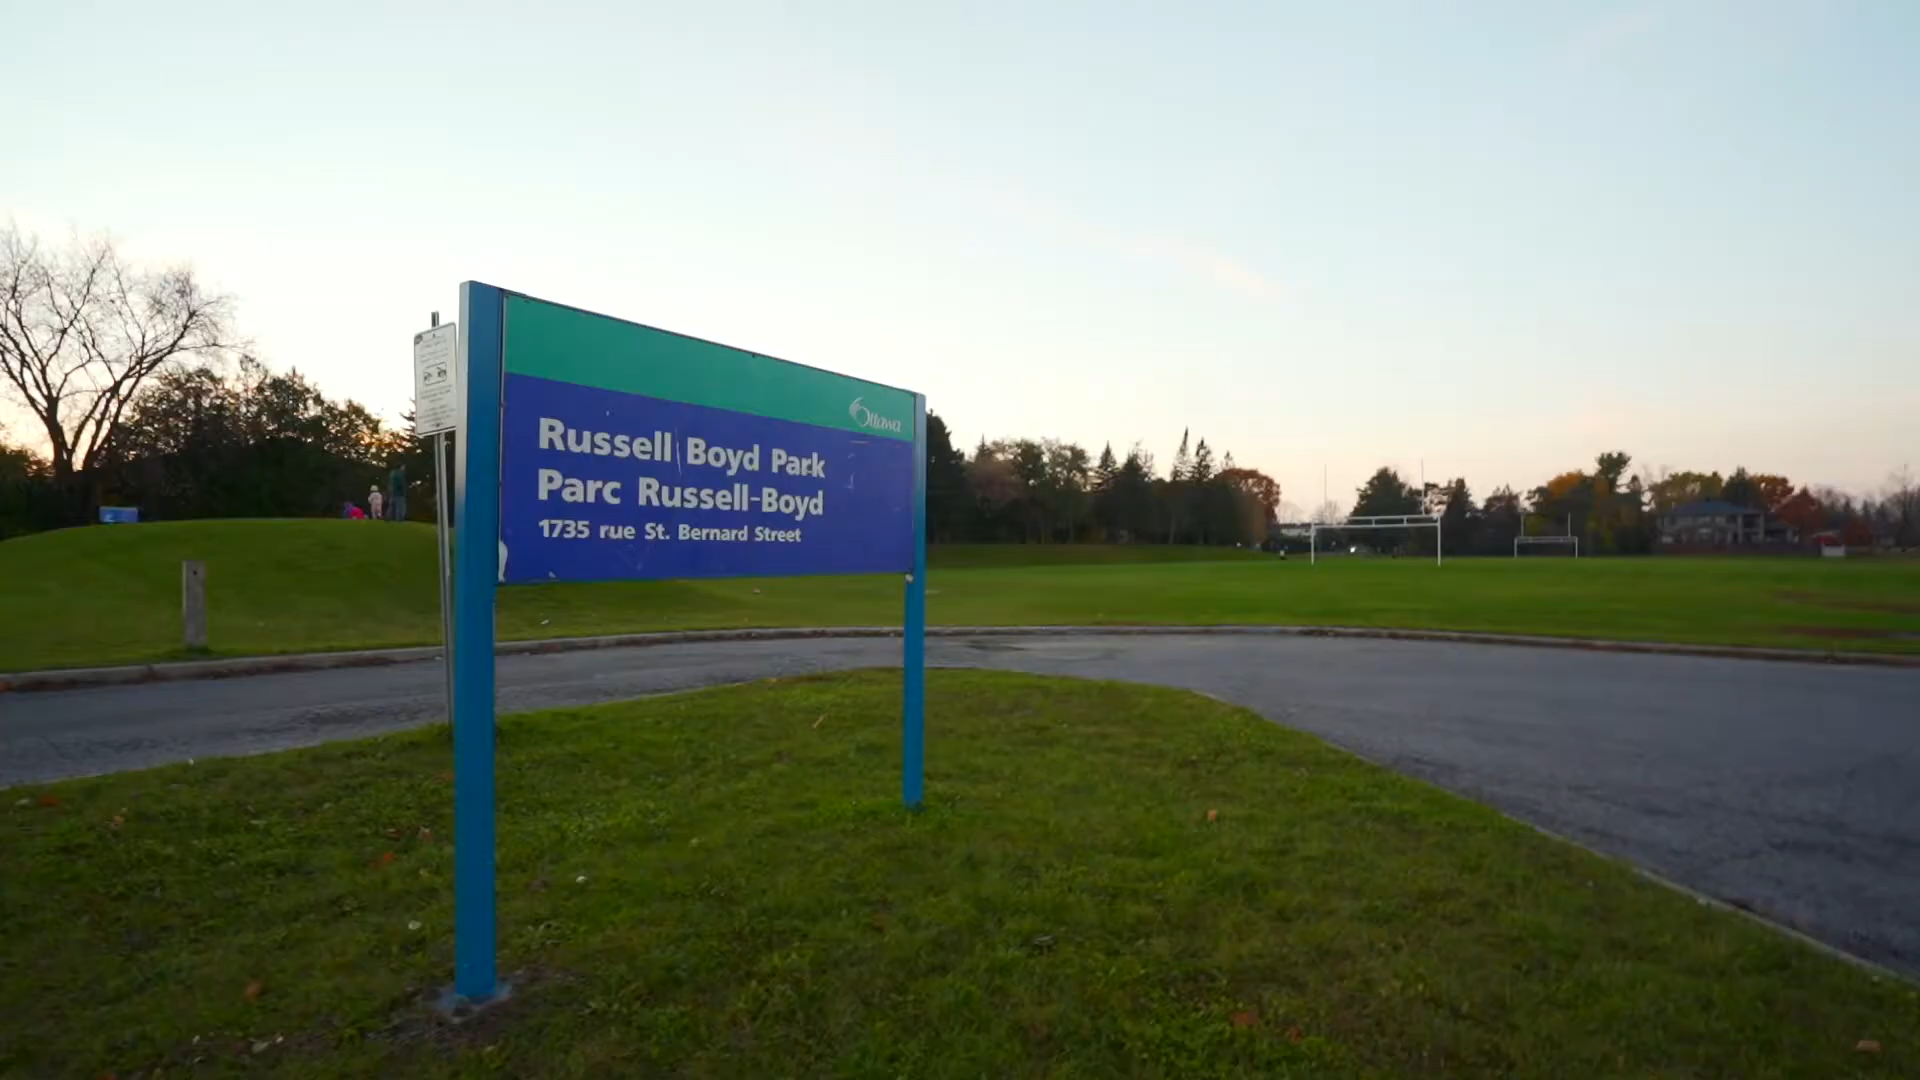 Ottawa
Russell Boyd Park
Parc Russell-Boyd
1735 rue St. Bernard Street